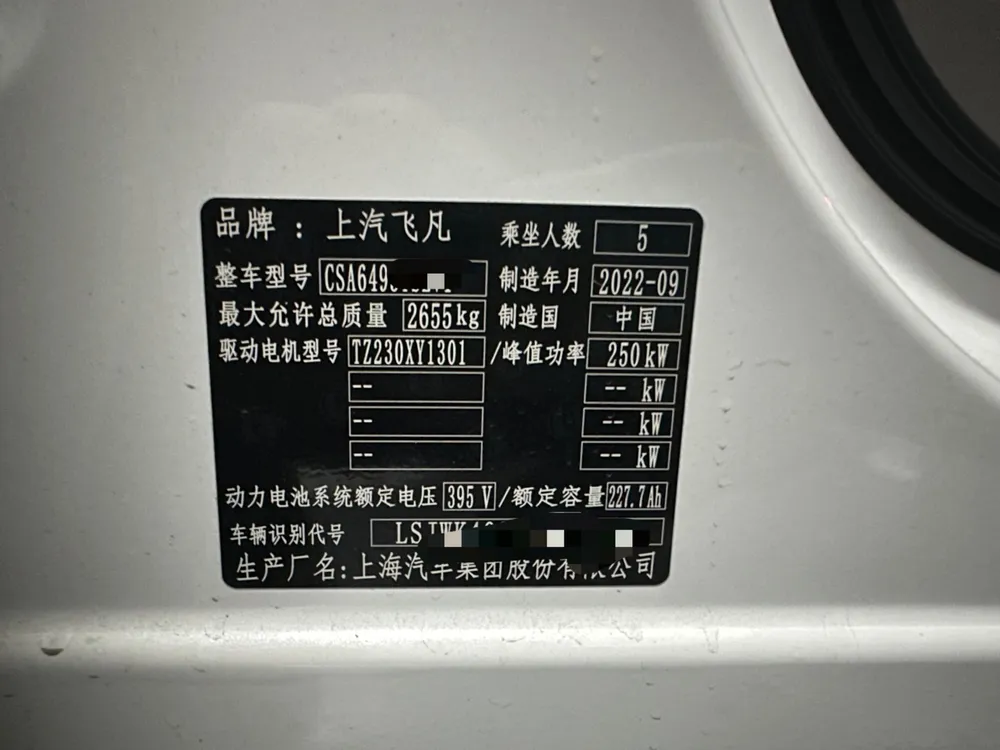 品牌：上汽飞凡 乘坐人数 5
整车型号 CSA649 制造年月 2022-09
最大允许总质量 2655kg 制造国 中国
驱动电机型号 TZ230XY1301 /峰值功率 250kW
-- -- kW
-- -- kW
-- -- kW
动力电池系统额定电压 395 V /额定容量 227.7Ah
车辆识别代号 LSJWK4
生产厂名:上海汽车集团股份有限公司